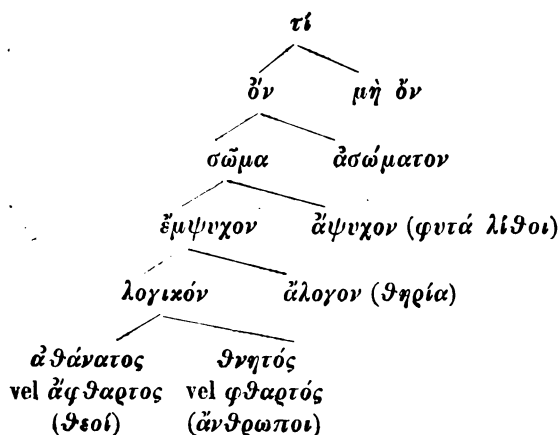 τί
ὄν μὴ ὄν
σῶμα ἀσώματον
ἔμψυχον ἄψυχον (φυτά λίθοι)
λογικόν ἄλογον (θηρία)
ἀθάνατος θνητός
vel ἄφθαρτος vel φθαρτός
(θεοί) (ἄνθρωποι)